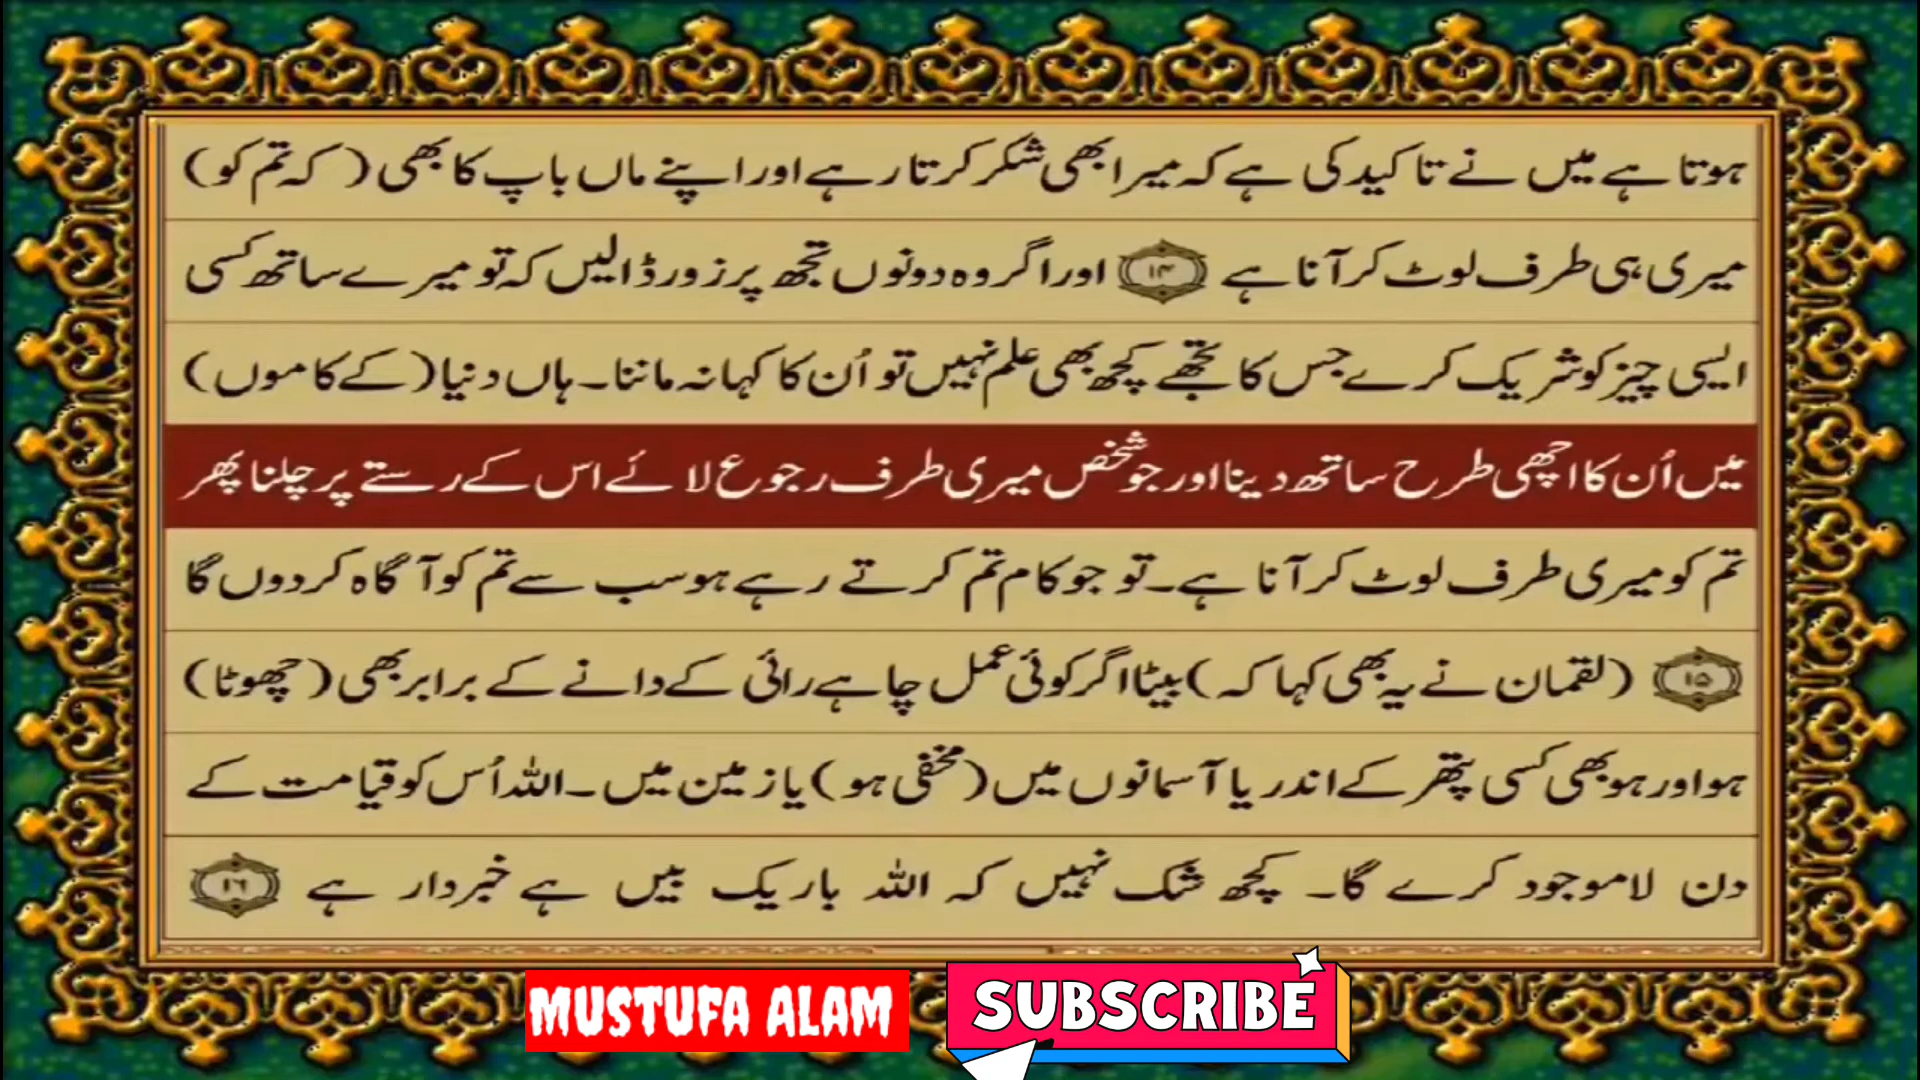 ہوتا ہے میں نے تاکید کی ہے کہ میرا بھی شکر کرتا رہے اور اپنے ماں باپ کا بھی (کہ تم کو)
میری ہی طرف لوٹ کر آنا ہے ۱۴ اور اگر وہ دونوں تجھ پر زور ڈالیں کہ تو میرے ساتھ کسی
ایسی چیز کو شریک کرے جس کا تجھے کچھ بھی علم نہیں تو اُن کا کہا نہ ماننا۔ ہاں دنیا (کے کاموں)
میں اُن کا اچھی طرح ساتھ دینا اور جو شخص میری طرف رجوع لائے اس کے رستے پر چلنا پھر
تم کو میری طرف لوٹ کر آنا ہے۔ تو جو کام تم کرتے رہے ہو سب سے تم کو آگاہ کردوں گا
۱۵ (لقمان نے یہ بھی کہا کہ) بیٹا اگر کوئی عمل چاہے رائی کے دانے کے برابر بھی (چھوٹا)
ہو اور ہو بھی کسی پتھر کے اندر یا آسمانوں میں (مخفی ہو) یا زمین میں۔ اللہ اُس کو قیامت کے
دن لا موجود کرے گا۔ کچھ شک نہیں کہ اللہ باریک بیں ہے خبردار ہے ۱۶
MUSTUFA ALAM
SUBSCRIBE